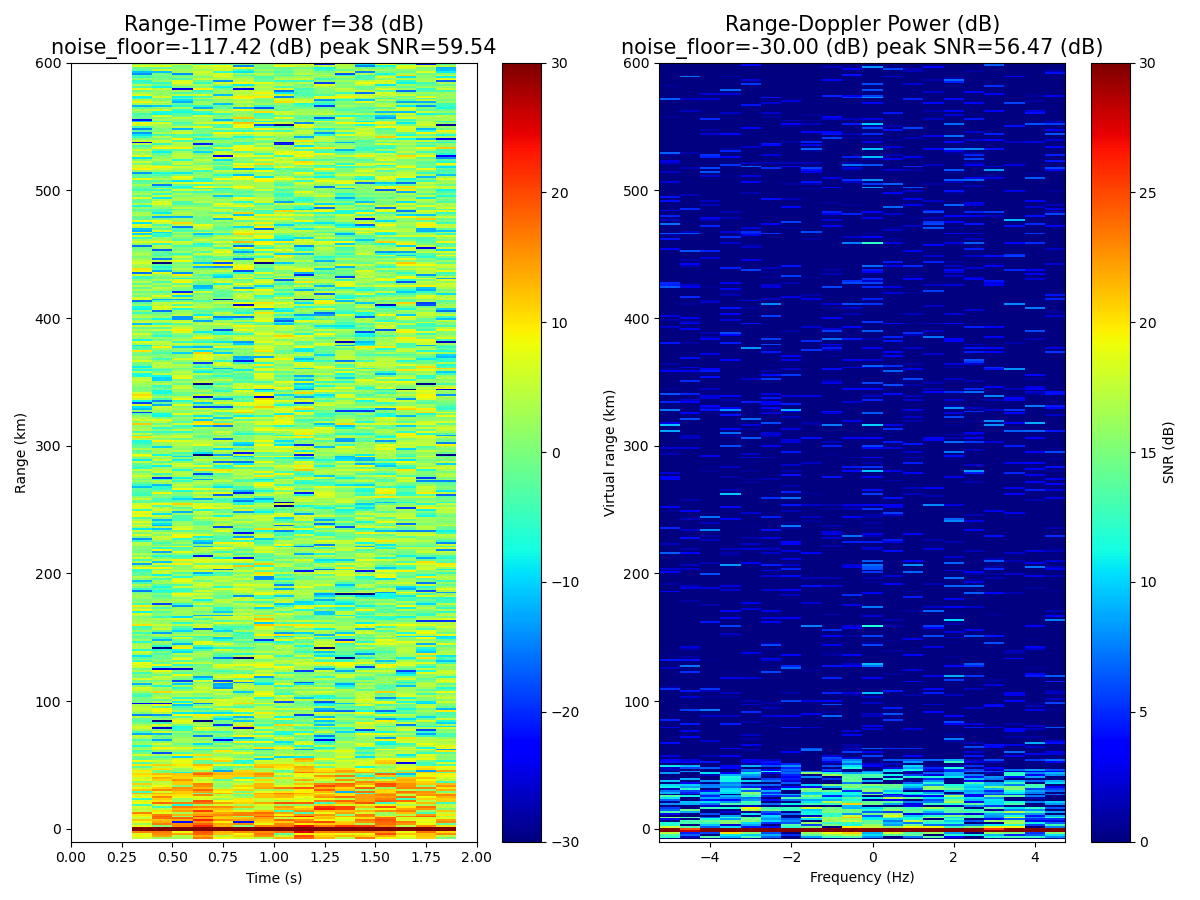 Range-Time Power f=38 (dB)
noise_floor=-117.42 (dB) peak SNR=59.54
600
500
400
300
200
100
0
Range (km)
0.00 0.25 0.50 0.75 1.00 1.25 1.50 1.75 2.00
Time (s)
30
20
10
0
−10
−20
−30
Range-Doppler Power (dB)
noise_floor=-30.00 (dB) peak SNR=56.47 (dB)
600
500
400
300
200
100
0
Virtual range (km)
−4 −2 0 2 4
Frequency (Hz)
30
25
20
15
10
5
0
SNR (dB)